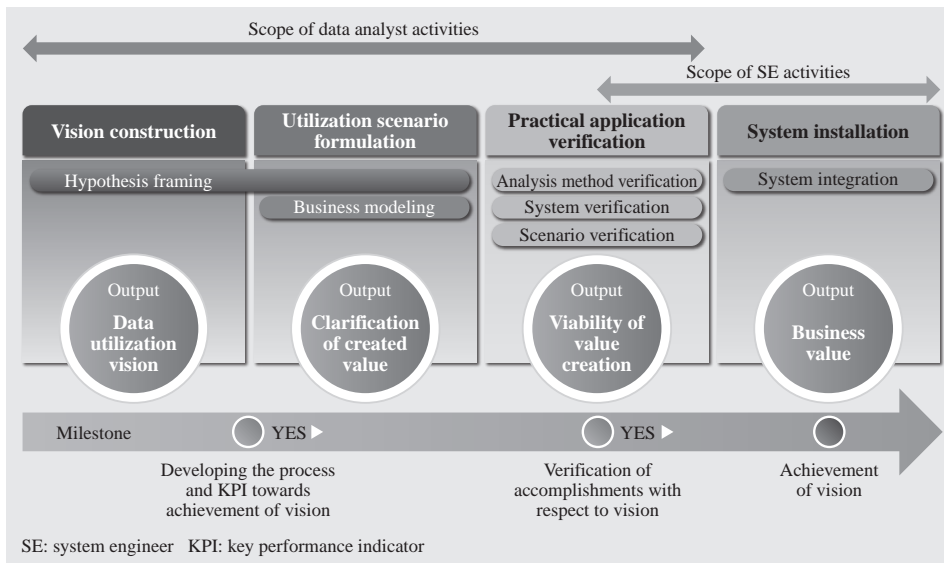 Scope of data analyst activities
Scope of SE activities
Vision construction
Utilization scenario
formulation
Practical application
verification
System installation
Hypothesis framing
Business modeling
Analysis method verification
System verification
Scenario verification
System integration
Output
Data
utilization
vision
Output
Clarification
of created
value
Output
Viability of
value
creation
Output
Business
value
Milestone
YES
YES
Developing the process
and KPI towards
achievement of vision
Verification of
accomplishments with
respect to vision
Achievement
of vision
SE: system engineer KPI: key performance indicator